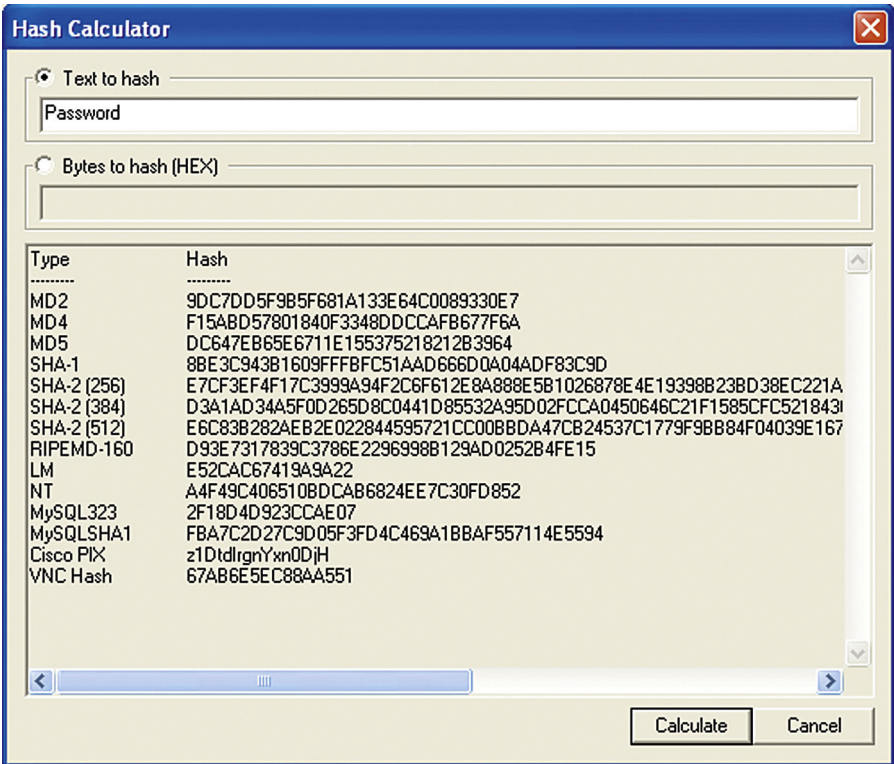 Hash Calculator
Text to hash
Password
Bytes to hash (HEX)
Type Hash
--------- ---------
MD2 9DC7DD5F9B5F681A133E64C0089330E7
MD4 F15ABD57801840F3348DDCCAFB677F6A
MD5 DC647EB65E6711E155375218212B3964
SHA-1 8BE3C943B1609FFFBFC51AAD666D0A04ADF83C9D
SHA-2 (256) E7CF3EF4F17C3999A94F2C6F612E8A888E5B1026878E4E19398B23BD38EC221A
SHA-2 (384) D3A1AD34A5F0D265D8C0441D85532A95D02FCCA0450646C21F1585CFC521843
SHA-2 (512) E6C83B282AEB2E022844595721CC00BBDA47CB24537C1779F9BB84F04039E167
RIPEMD-160 D93E7317839C3786E2296998B129AD0252B4FE15
LM E52CAC67419A9A22
NT A4F49C406510BDCAB6824EE7C30FD852
MySQL323 2F18D4D923CCAE07
MySQLSHA1 FBA7C2D27C9D05F3FD4C469A1BBAF557114E5594
Cisco PIX z1DtdIrgnYxn0DjH
VNC Hash 67AB6E5EC88AA551
Calculate Cancel